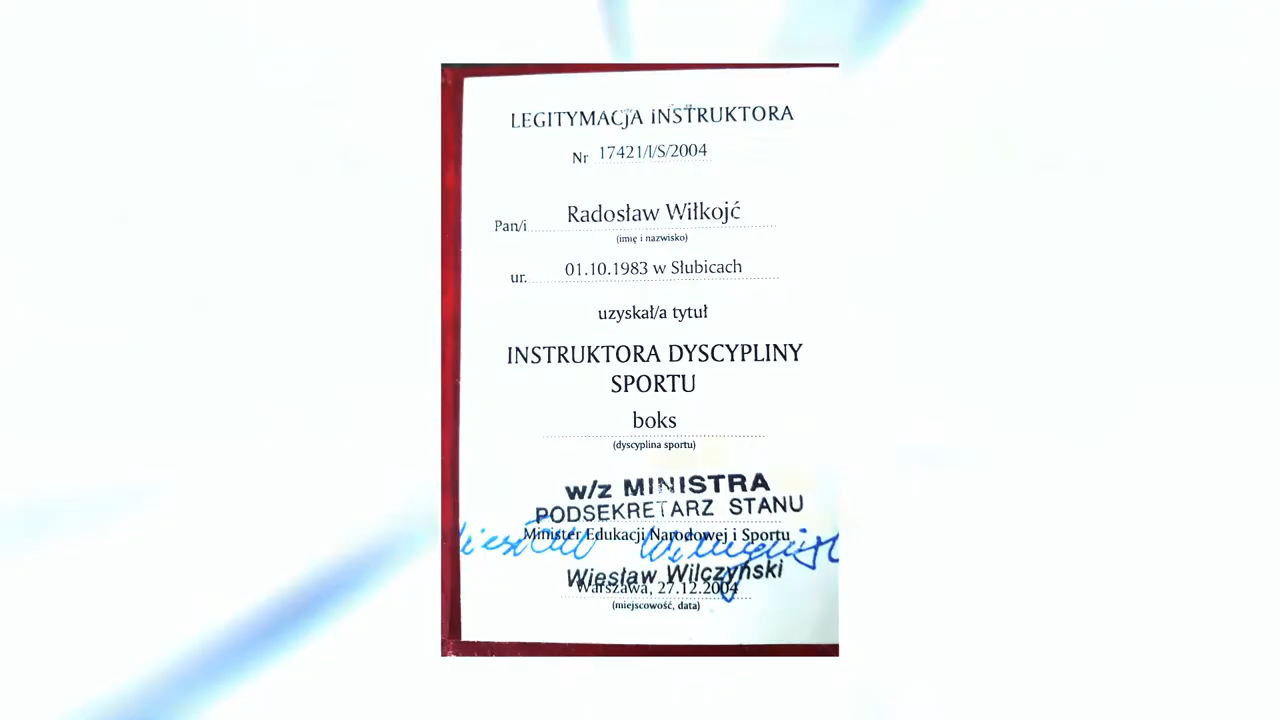 LEGITYMACJA INSTRUKTORA
Nr 17421/I/S/2004
Pan/i Radosław Wiłkojć
(imię i nazwisko)
ur. 01.10.1983 w Słubicach
uzyskał/a tytuł
INSTRUKTORA DYSCYPLINY
SPORTU
boks
(dyscyplina sportu)
w/z MINISTRA
PODSEKRETARZ STANU
Minister Edukacji Narodowej i Sportu
Wiesław Wilczyński
Warszawa, 27.12.2004
(miejscowość, data)